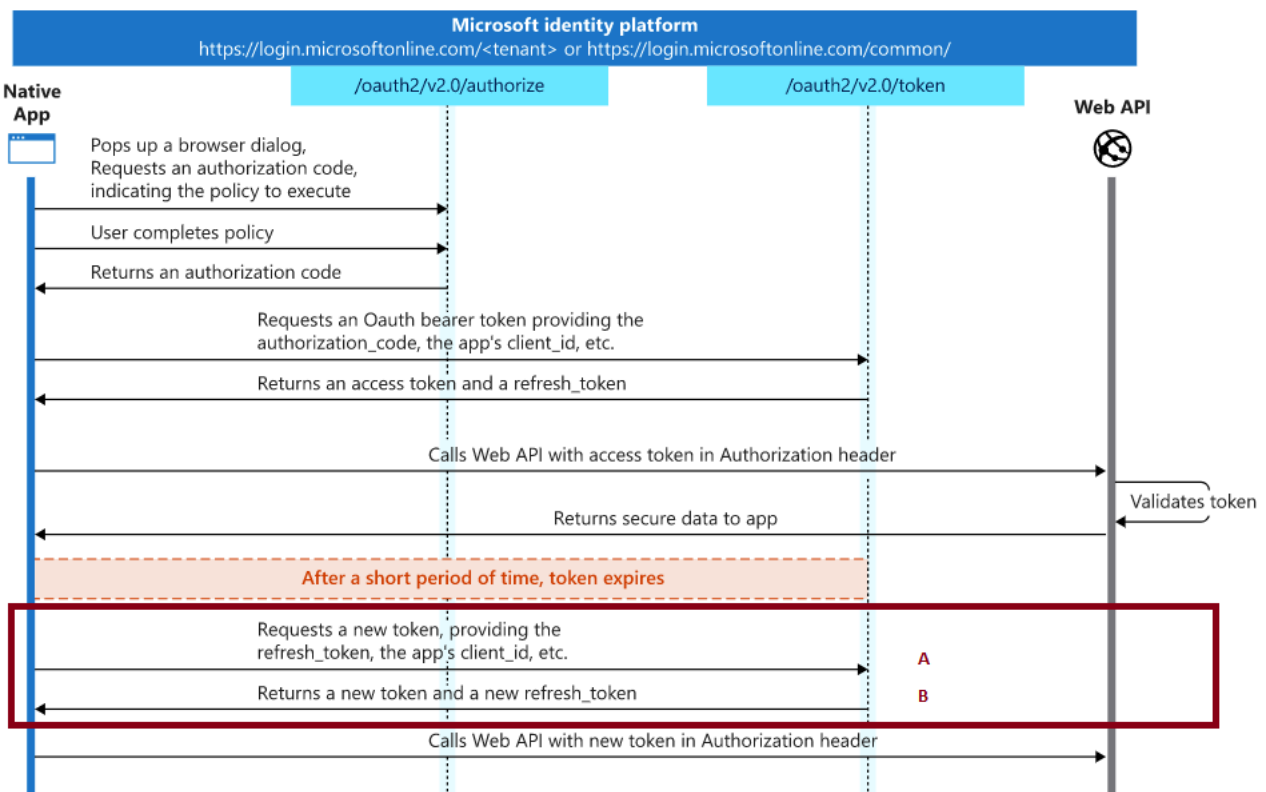 Microsoft identity platform
https://login.microsoftonline.com/<tenant> or https://login.microsoftonline.com/common/
/oauth2/v2.0/authorize
/oauth2/v2.0/token
Native
App
Web API
Pops up a browser dialog,
Requests an authorization code,
indicating the policy to execute
User completes policy
Returns an authorization code
Requests an Oauth bearer token providing the
authorization_code, the app's client_id, etc.
Returns an access token and a refresh_token
Calls Web API with access token in Authorization header
Validates token
Returns secure data to app
After a short period of time, token expires
Requests a new token, providing the
refresh_token, the app's client_id, etc.
A
Returns a new token and a new refresh_token
B
Calls Web API with new token in Authorization header